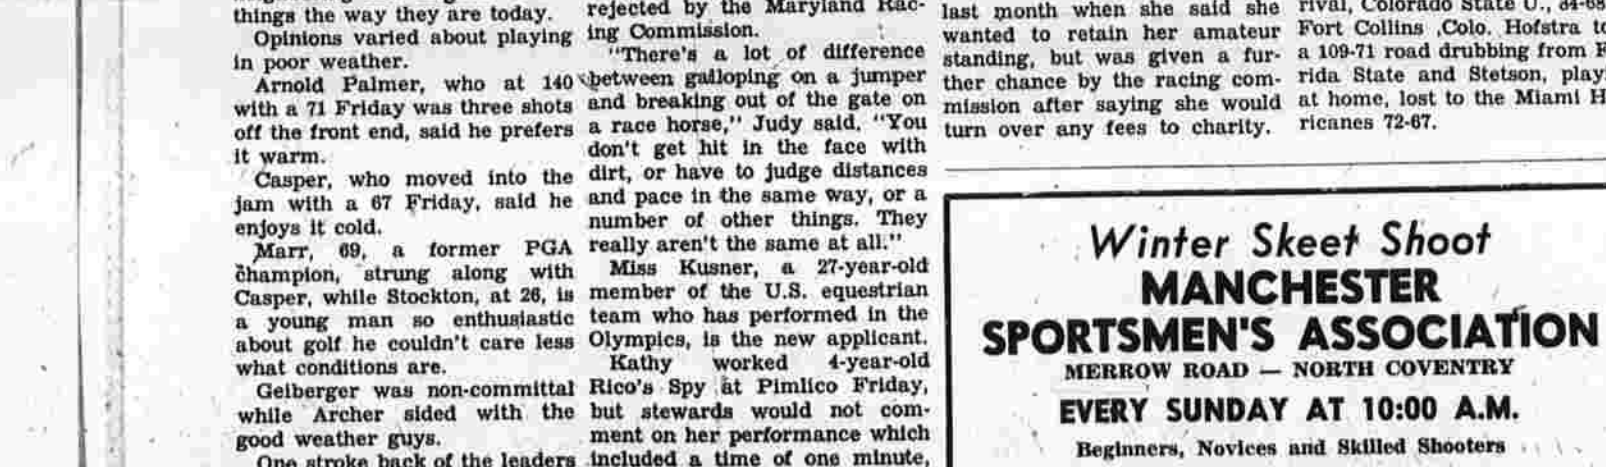 things the way they are today.
Opinions varied about playing
in poor weather.
Arnold Palmer, who at 140
with a 71 Friday was three shots
off the front end, said he prefers
it warm.
Casper, who moved into the
jam with a 67 Friday, said he
enjoys it cold.
Marr, 69, a former PGA
champion, strung along with
Casper, while Stockton, at 26, is
a young man so enthusiastic
about golf he couldn't care less
what conditions are.
Geiberger was non-committal
while Archer sided with the
good weather guys.
One stroke back of the leaders
rejected by the Maryland Rac-
ing Commission.
"There's a lot of difference
between galloping on a jumper
and breaking out of the gate on
a race horse," Judy said. "You
don't get hit in the face with
dirt, or have to judge distances
and pace in the same way, or a
number of other things. They
really aren't the same at all."
Miss Kusner, a 27-year-old
member of the U.S. equestrian
team who has performed in the
Olympics, is the new applicant.
Kathy worked 4-year-old
Rico's Spy at Pimlico Friday,
but stewards would not com-
ment on her performance which
included a time of one minute,
last month when she said she
wanted to retain her amateur
standing, but was given a fur-
ther chance by the racing com-
mission after saying she would
turn over any fees to charity.
rival, Colorado State U.,
Fort Collins ,Colo. Hofstra
a 109-71 road drubbing from
rida State and Stetson,
at home, lost to the Miami
ricanes 72-67.
Winter Skeet Shoot
MANCHESTER
SPORTSMEN'S ASSOCIATION
MERROW ROAD — NORTH COVENTRY
EVERY SUNDAY AT 10:00 A.M.
Beginners, Novices and Skilled Shooters